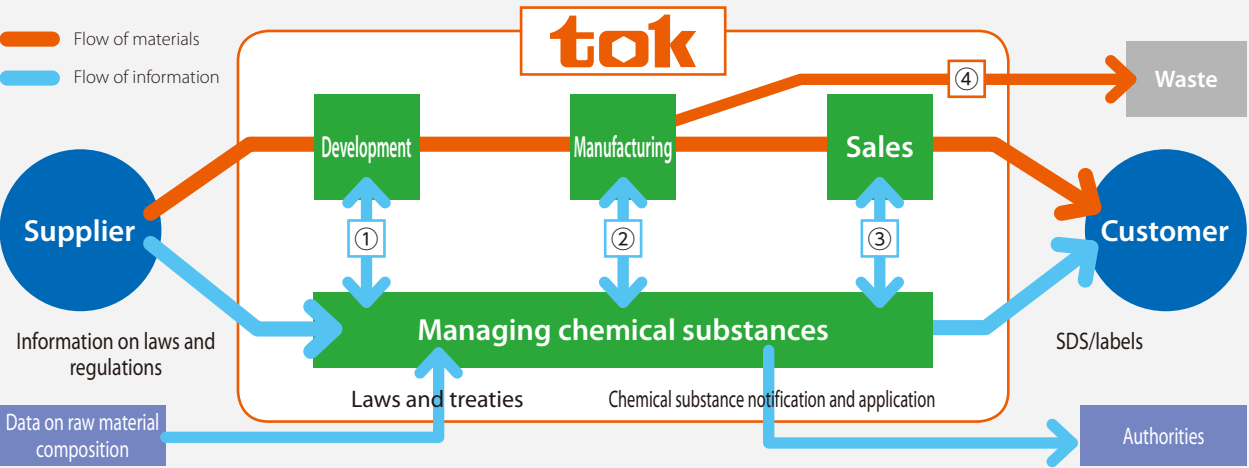 tok
Flow of materials
Flow of information
④
Waste
Development
Manufacturing
Sales
Supplier
①
②
③
Customer
Managing chemical substances
Information on laws and
regulations
SDS/labels
Laws and treaties
Chemical substance notification and application
Data on raw material
composition
Authorities